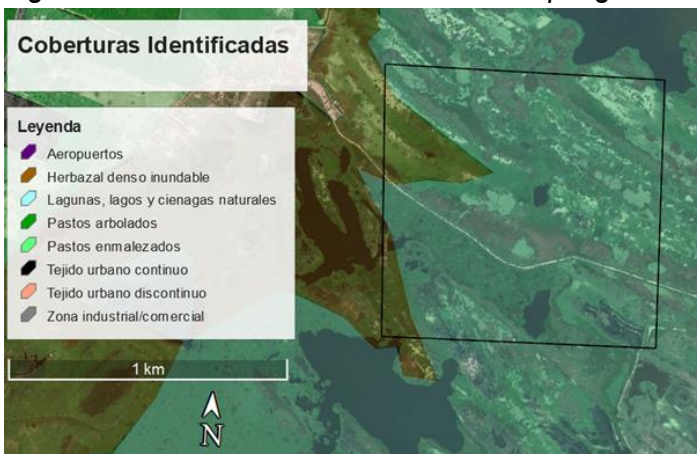 Coberturas Identificadas
Leyenda
Aeropuertos
Herbazal denso inundable
Lagunas, lagos y cienagas naturales
Pastos arbolados
Pastos enmalezados
Tejido urbano continuo
Tejido urbano discontinuo
Zona industrial/comercial
1 km
N